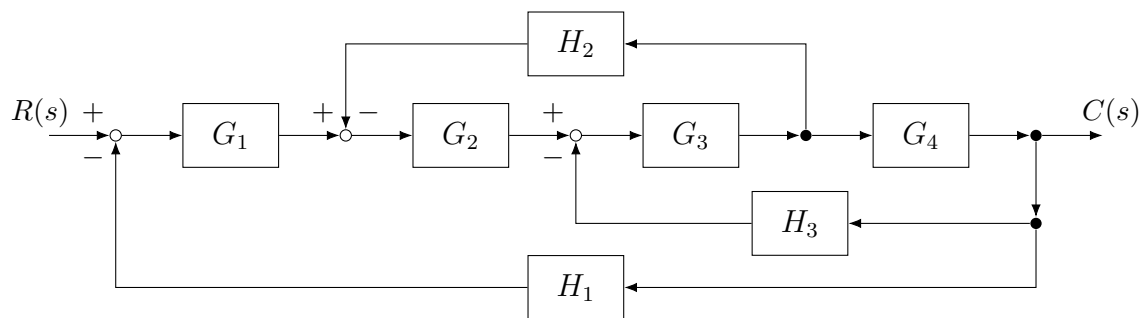 H₂
R(s) + + − + C(s)
G₁ G₂ G₃ G₄
− −
H₃
H₁